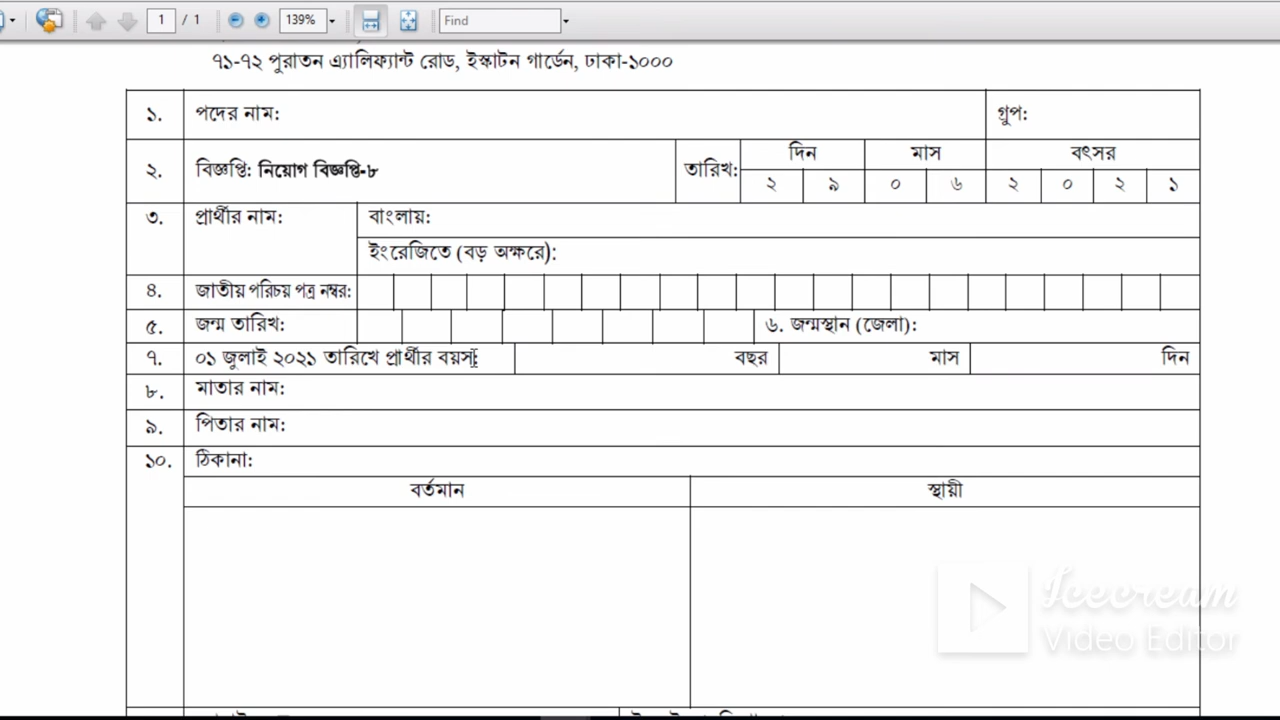 1 / 1 139% Find
৭১-৭২ পুরাতন এ্যালিফ্যান্ট রোড, ইস্কাটন গার্ডেন, ঢাকা-১০০০
১. পদের নাম: গ্রুপ:
২. বিজ্ঞপ্তি: নিয়োগ বিজ্ঞপ্তি-৮ তারিখ: দিন মাস বৎসর
২ ৯ ০ ৬ ২ ০ ২ ১
৩. প্রার্থীর নাম: বাংলায়:
ইংরেজিতে (বড় অক্ষরে):
৪. জাতীয় পরিচয় পত্র নম্বর:
৫. জন্ম তারিখ: ৬. জন্মস্থান (জেলা):
৭. ০১ জুলাই ২০২১ তারিখে প্রার্থীর বয়স: বছর মাস দিন
৮. মাতার নাম:
৯. পিতার নাম:
১০. ঠিকানা:
বর্তমান স্থায়ী
Icecream
Video Editor